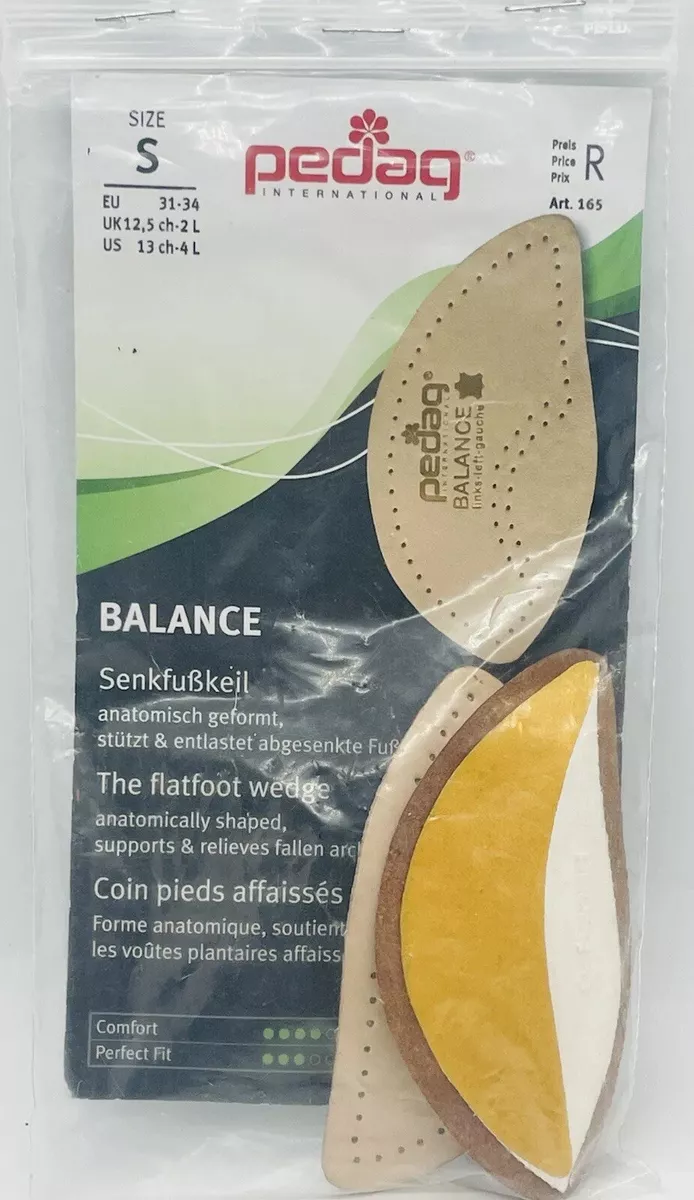 SIZE
S
EU 31-34
UK 12,5 ch-2 L
US 13 ch-4 L
pedag®
INTERNATIONAL
Preis
Price
Prix
R
Art. 165
pedag®
INTERNATIONAL
BALANCE
links-left-gauche
BALANCE
Senkfußkeil
anatomisch geformt,
stützt & entlastet abgesenkte Fuß
The flatfoot wedge
anatomically shaped,
supports & relieves fallen arc
Coin pieds affaissés
Forme anatomique, soutient
les voûtes plantaires affaiss
Comfort
Perfect Fit